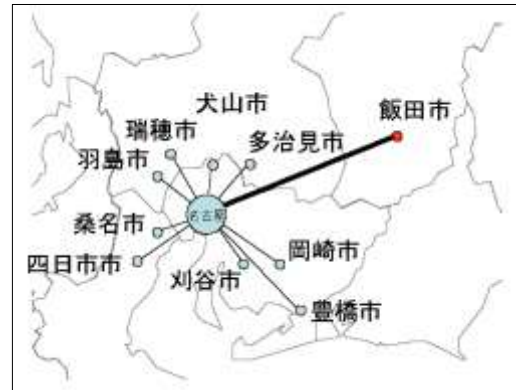 犬山市
飯田市
瑞穂市
多治見市
羽島市
名古屋
桑名市
四日市市
岡崎市
刈谷市
豊橋市